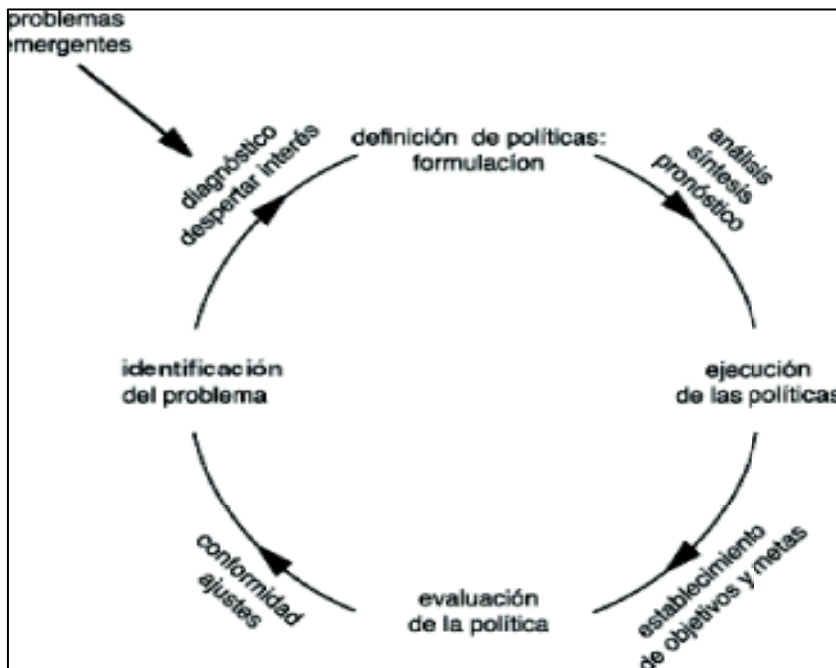 problemas
emergentes
diagnóstico
despertar interés
definición de políticas:
formulacion
análisis
síntesis
pronóstico
identificación
del problema
ejecución
de las políticas
conformidad
ajustes
evaluación
de la política
establecimiento
de objetivos y metas